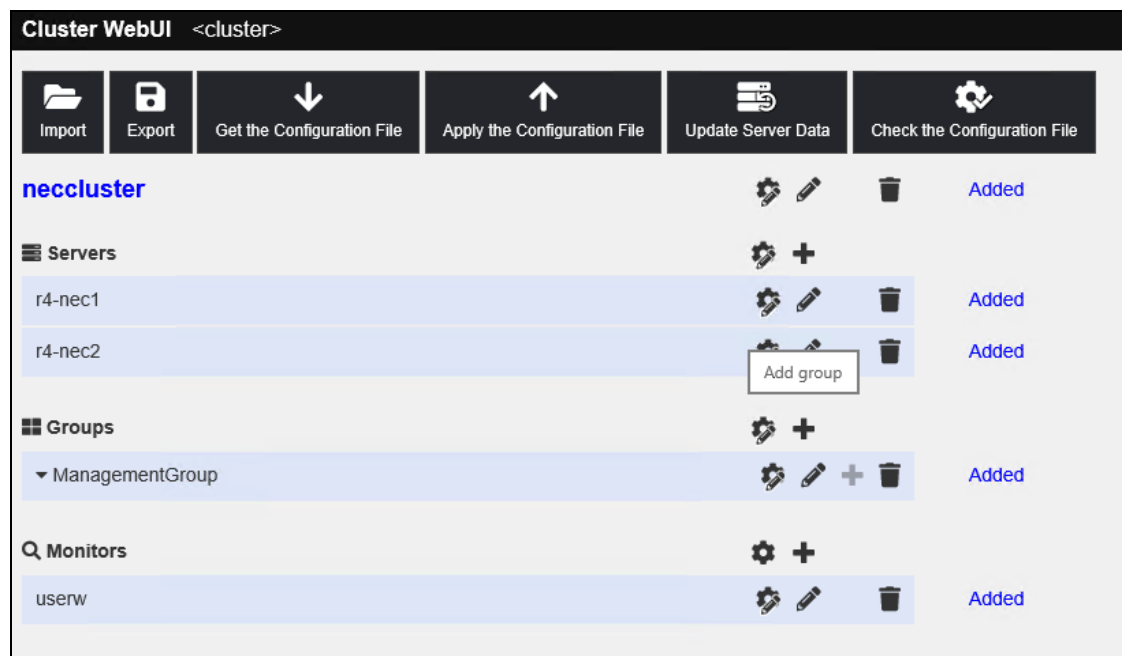 Cluster WebUI <cluster>
Import Export Get the Configuration File Apply the Configuration File Update Server Data Check the Configuration File
neccluster Added
Servers
r4-nec1 Added
r4-nec2 Added
Add group
Groups
ManagementGroup Added
Monitors
userw Added